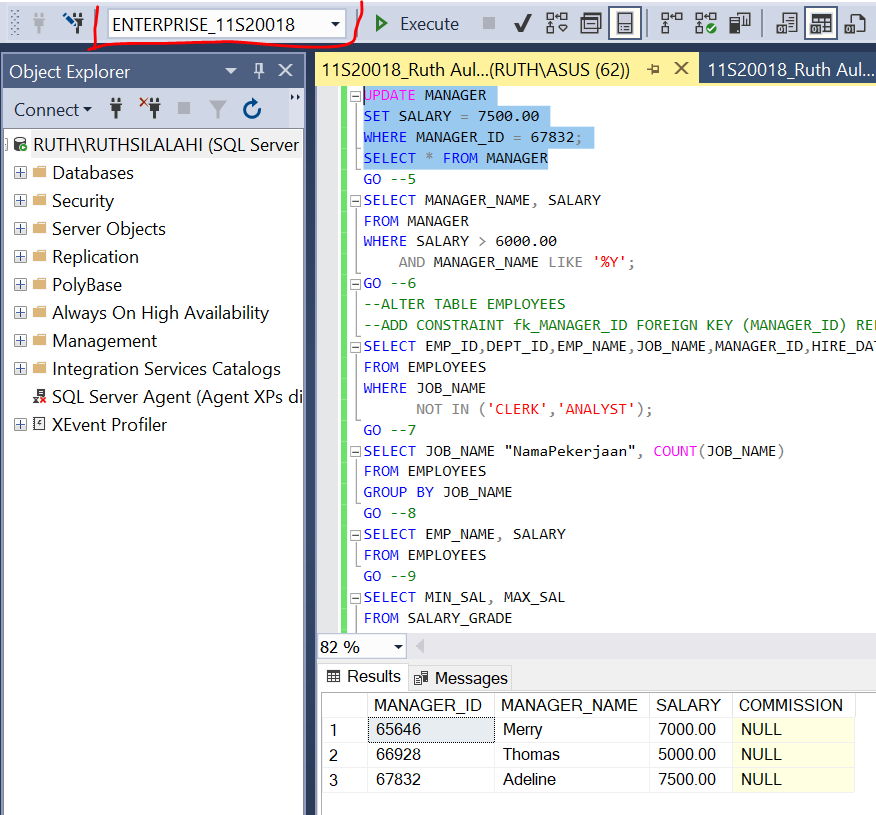 ENTERPRISE_11S20018
Execute
Object Explorer
Connect
RUTH\RUTHSILALAHI (SQL Server
Databases
Security
Server Objects
Replication
PolyBase
Always On High Availability
Management
Integration Services Catalogs
SQL Server Agent (Agent XPs di
XEvent Profiler
11S20018_Ruth Aul...(RUTH\ASUS (62))
11S20018_Ruth Aul...
UPDATE MANAGER
SET SALARY = 7500.00
WHERE MANAGER_ID = 67832;
SELECT * FROM MANAGER
GO --5
SELECT MANAGER_NAME, SALARY
FROM MANAGER
WHERE SALARY > 6000.00
AND MANAGER_NAME LIKE '%Y';
GO --6
--ALTER TABLE EMPLOYEES
--ADD CONSTRAINT fk_MANAGER_ID FOREIGN KEY (MANAGER_ID) REF
SELECT EMP_ID,DEPT_ID,EMP_NAME,JOB_NAME,MANAGER_ID,HIRE_DAT
FROM EMPLOYEES
WHERE JOB_NAME
NOT IN ('CLERK','ANALYST');
GO --7
SELECT JOB_NAME "NamaPekerjaan", COUNT(JOB_NAME)
FROM EMPLOYEES
GROUP BY JOB_NAME
GO --8
SELECT EMP_NAME, SALARY
FROM EMPLOYEES
GO --9
SELECT MIN_SAL, MAX_SAL
FROM SALARY_GRADE
82 %
Results Messages
MANAGER_ID MANAGER_NAME SALARY COMMISSION
1 65646 Merry 7000.00 NULL
2 66928 Thomas 5000.00 NULL
3 67832 Adeline 7500.00 NULL